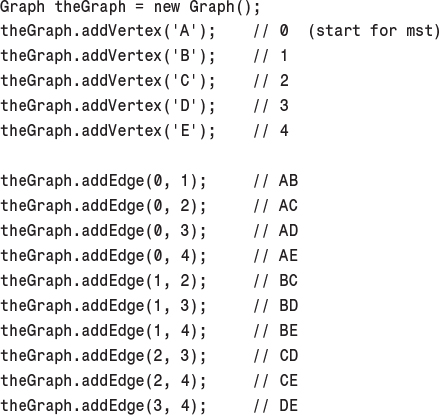 Graph theGraph = new Graph();
theGraph.addVertex('A');    // 0  (start for mst)
theGraph.addVertex('B');    // 1
theGraph.addVertex('C');    // 2
theGraph.addVertex('D');    // 3
theGraph.addVertex('E');    // 4

theGraph.addEdge(0, 1);     // AB
theGraph.addEdge(0, 2);     // AC
theGraph.addEdge(0, 3);     // AD
theGraph.addEdge(0, 4);     // AE
theGraph.addEdge(1, 2);     // BC
theGraph.addEdge(1, 3);     // BD
theGraph.addEdge(1, 4);     // BE
theGraph.addEdge(2, 3);     // CD
theGraph.addEdge(2, 4);     // CE
theGraph.addEdge(3, 4);     // DE